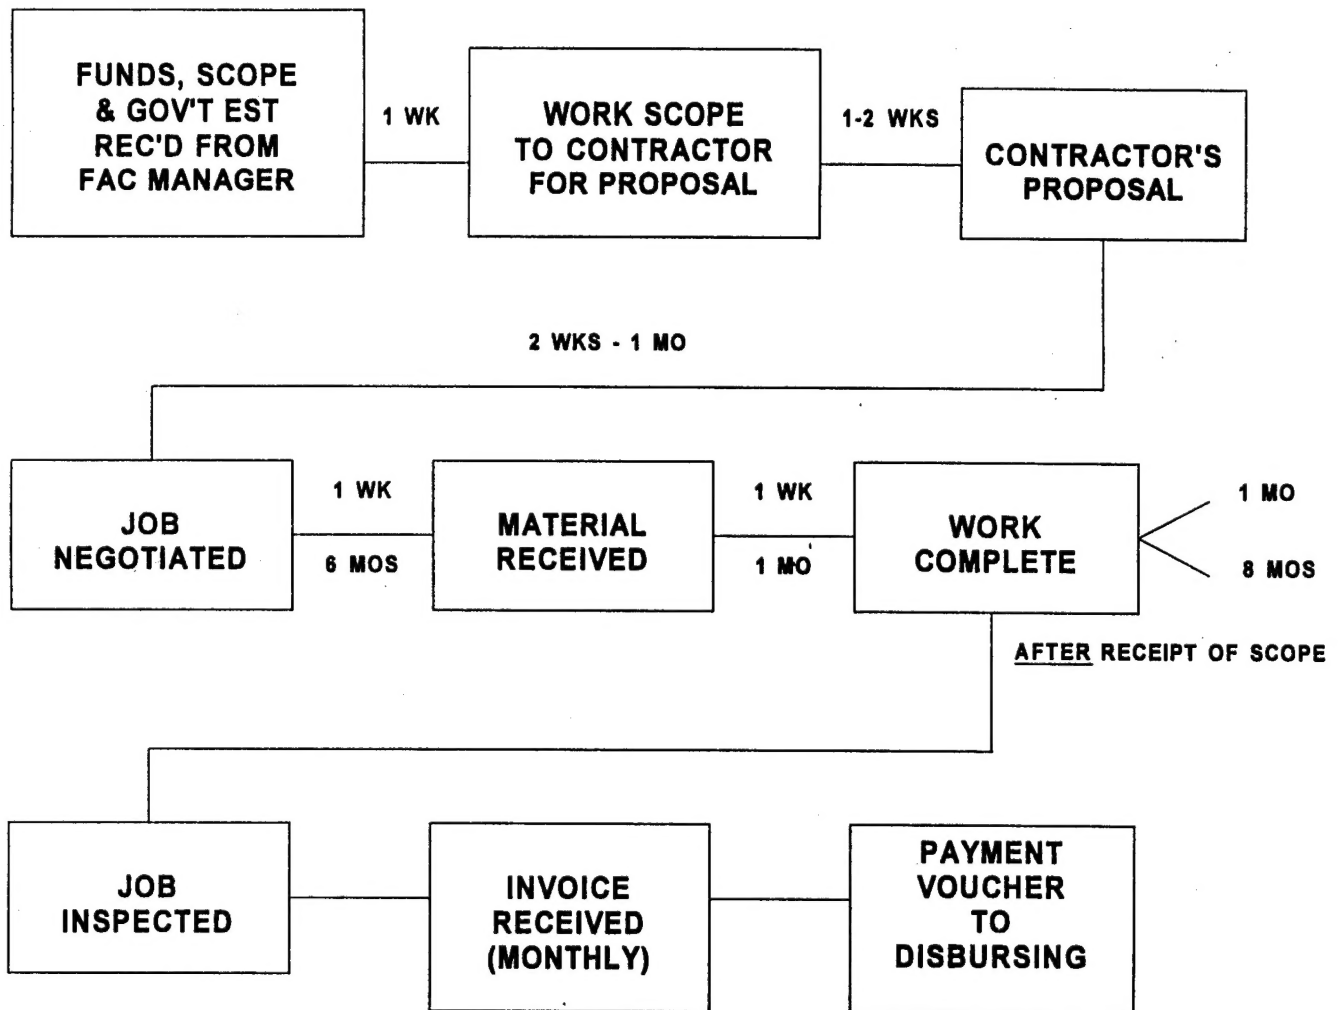 FUNDS, SCOPE
& GOV'T EST
REC'D FROM
FAC MANAGER
1 WK
WORK SCOPE
TO CONTRACTOR
FOR PROPOSAL
1-2 WKS
CONTRACTOR'S
PROPOSAL
2 WKS - 1 MO
JOB
NEGOTIATED
1 WK
6 MOS
MATERIAL
RECEIVED
1 WK
1 MO
WORK
COMPLETE
1 MO
8 MOS
AFTER RECEIPT OF SCOPE
JOB
INSPECTED
INVOICE
RECEIVED
(MONTHLY)
PAYMENT
VOUCHER
TO
DISBURSING